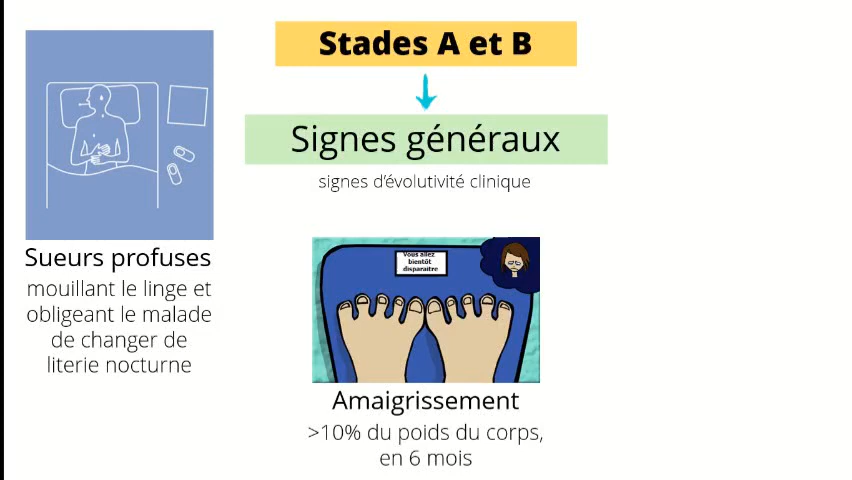 Stades A et B
Signes généraux
signes d'évolutivité clinique
Sueurs profuses
mouillant le linge et
obligeant le malade
de changer de
literie nocturne
Vous allez
bientôt
disparaitre
Amaigrissement
>10% du poids du corps,
en 6 mois